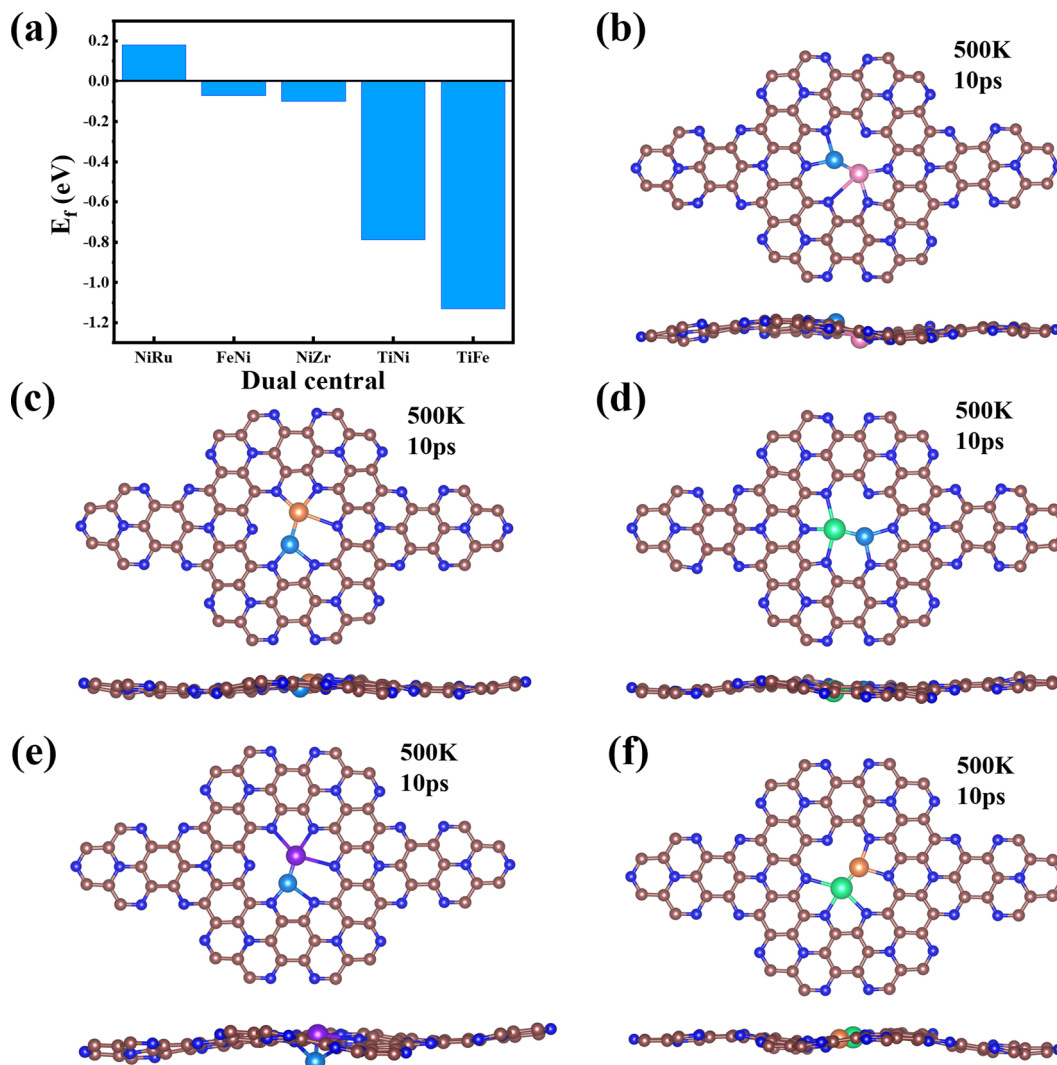 (a)
0.2
0.0
-0.2
-0.4
-0.6
-0.8
-1.0
-1.2
E_f (eV)
NiRu FeNi NiZr TiNi TiFe
Dual central
(b)
500K
10ps
(c)
500K
10ps
(d)
500K
10ps
(e)
500K
10ps
(f)
500K
10ps